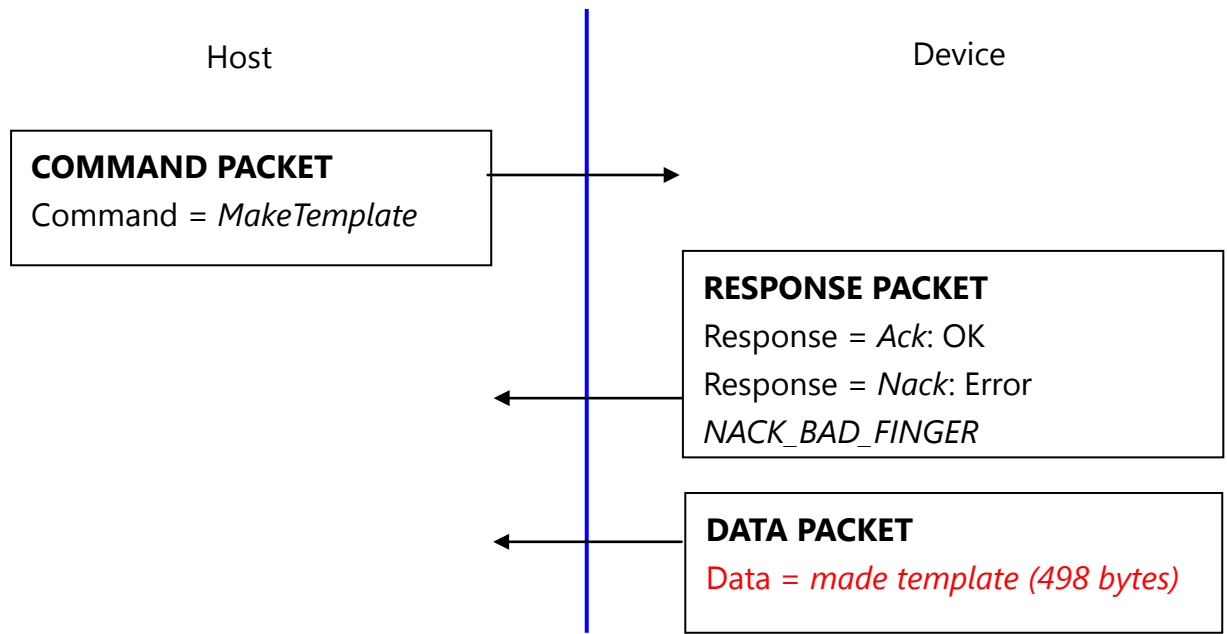 Host
Device
COMMAND PACKET
Command = MakeTemplate
RESPONSE PACKET
Response = Ack: OK
Response = Nack: Error
NACK_BAD_FINGER
DATA PACKET
Data = made template (498 bytes)